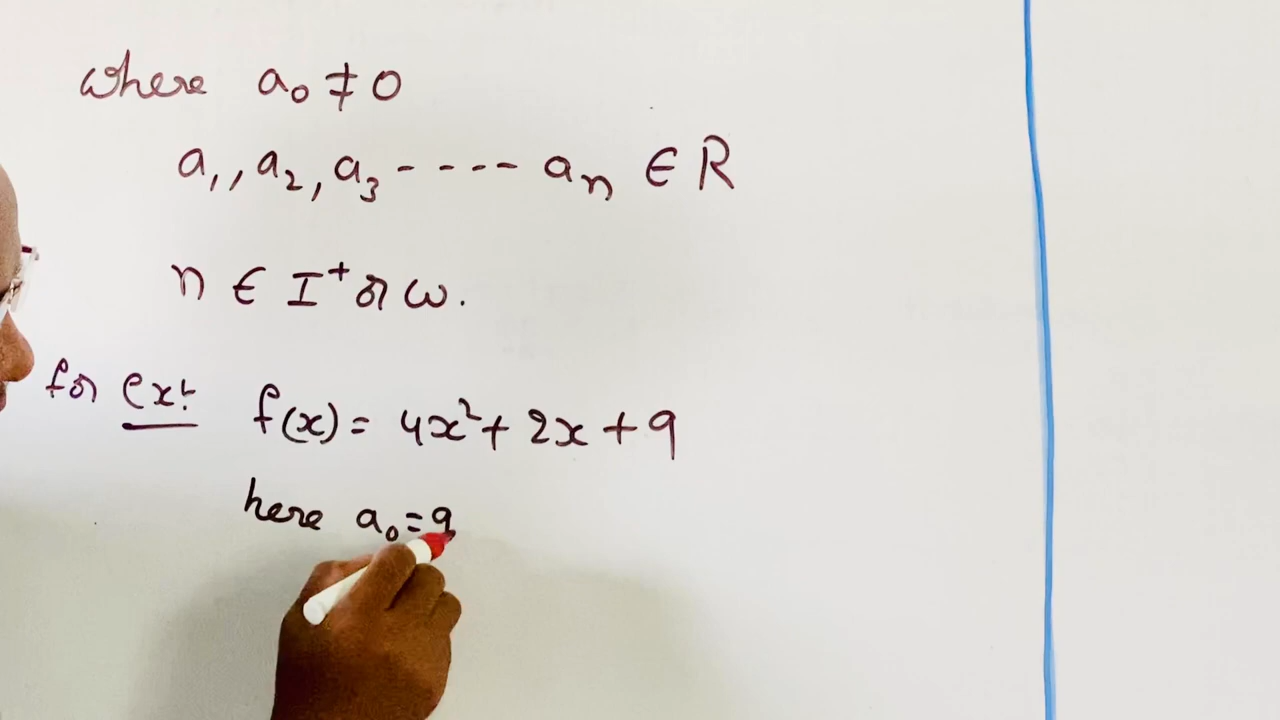 where a₀ ≠ 0
a₁, a₂, a₃ ----- aₙ ∈ R
n ∈ I⁺ or ω.
for ex: f(x) = 4x² + 2x + 9
here a₀ = 9